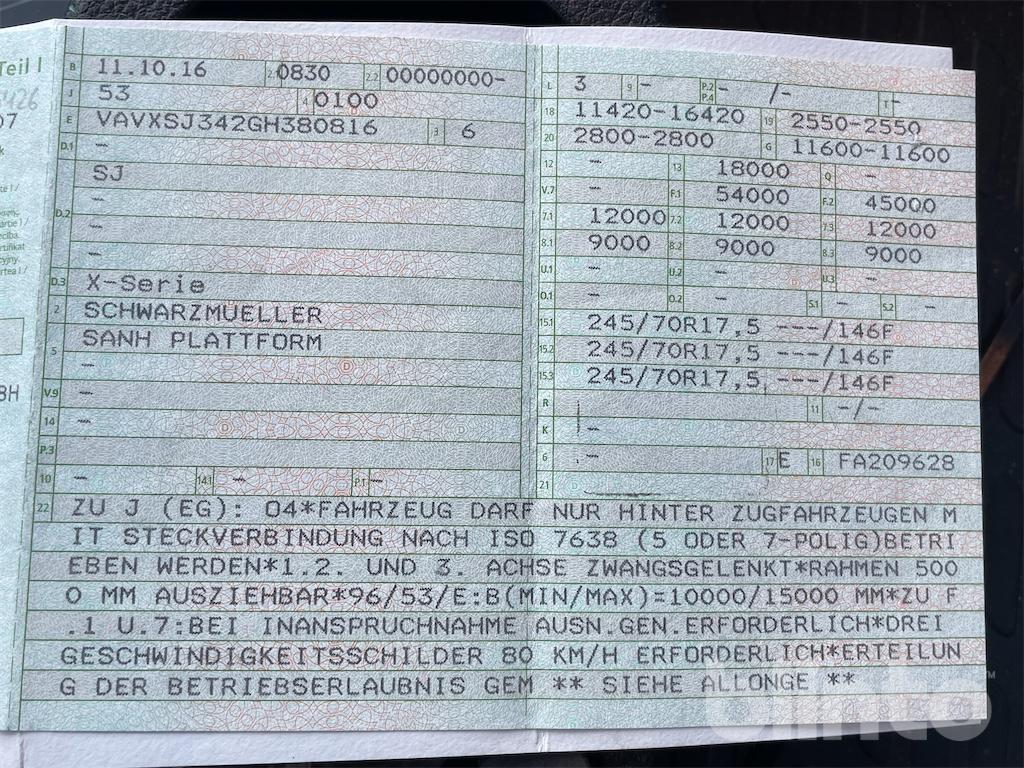 Teil I
B 11.10.16 2.1 0830 2.2 00000000-
J 53 4 0100
E VAVXSJ342GH380816 3 6
D.1 —
SJ
—
D.2 —
—
D.3 X-Serie
2 SCHWARZMUELLER
5 SANH PLATTFORM
—
V.9 —
14 —
P.3
10 — 14.1 — P.1 —
L 3 9 — P.2 P.4 — /- T —
18 11420-16420 19 2550-2550
20 2800-2800 G 11600-11600
12 — 13 18000 Q —
V.7 — F.1 54000 F.2 45000
7.1 12000 7.2 12000 7.3 12000
8.1 9000 8.2 9000 8.3 9000
U.1 — U.2 — U.3 —
O.1 — O.2 — S.1 — S.2 —
15.1 245/70R17,5 ---/146F
15.2 245/70R17,5 ---/146F
15.3 245/70R17,5 ---/146F
R 11 -/-
K —
6 — 17 E 16 FA209628
21
22 ZU J (EG): O4*FAHRZEUG DARF NUR HINTER ZUGFAHRZEUGEN M
IT STECKVERBINDUNG NACH ISO 7638 (5 ODER 7-POLIG)BETRI
EBEN WERDEN*1.2. UND 3. ACHSE ZWANGSGELENKT*RAHMEN 500
0 MM AUSZIEHBAR*96/53/E:B(MIN/MAX)=10000/15000 MM*ZU F
.1 U.7:BEI INANSPRUCHNAHME AUSN.GEN.ERFORDERLICH*DREI
GESCHWINDIGKEITSSCHILDER 80 KM/H ERFORDERLICH*ERTEILUN
G DER BETRIEBSERLAUBNIS GEM ** SIEHE ALLONGE **
blinto™